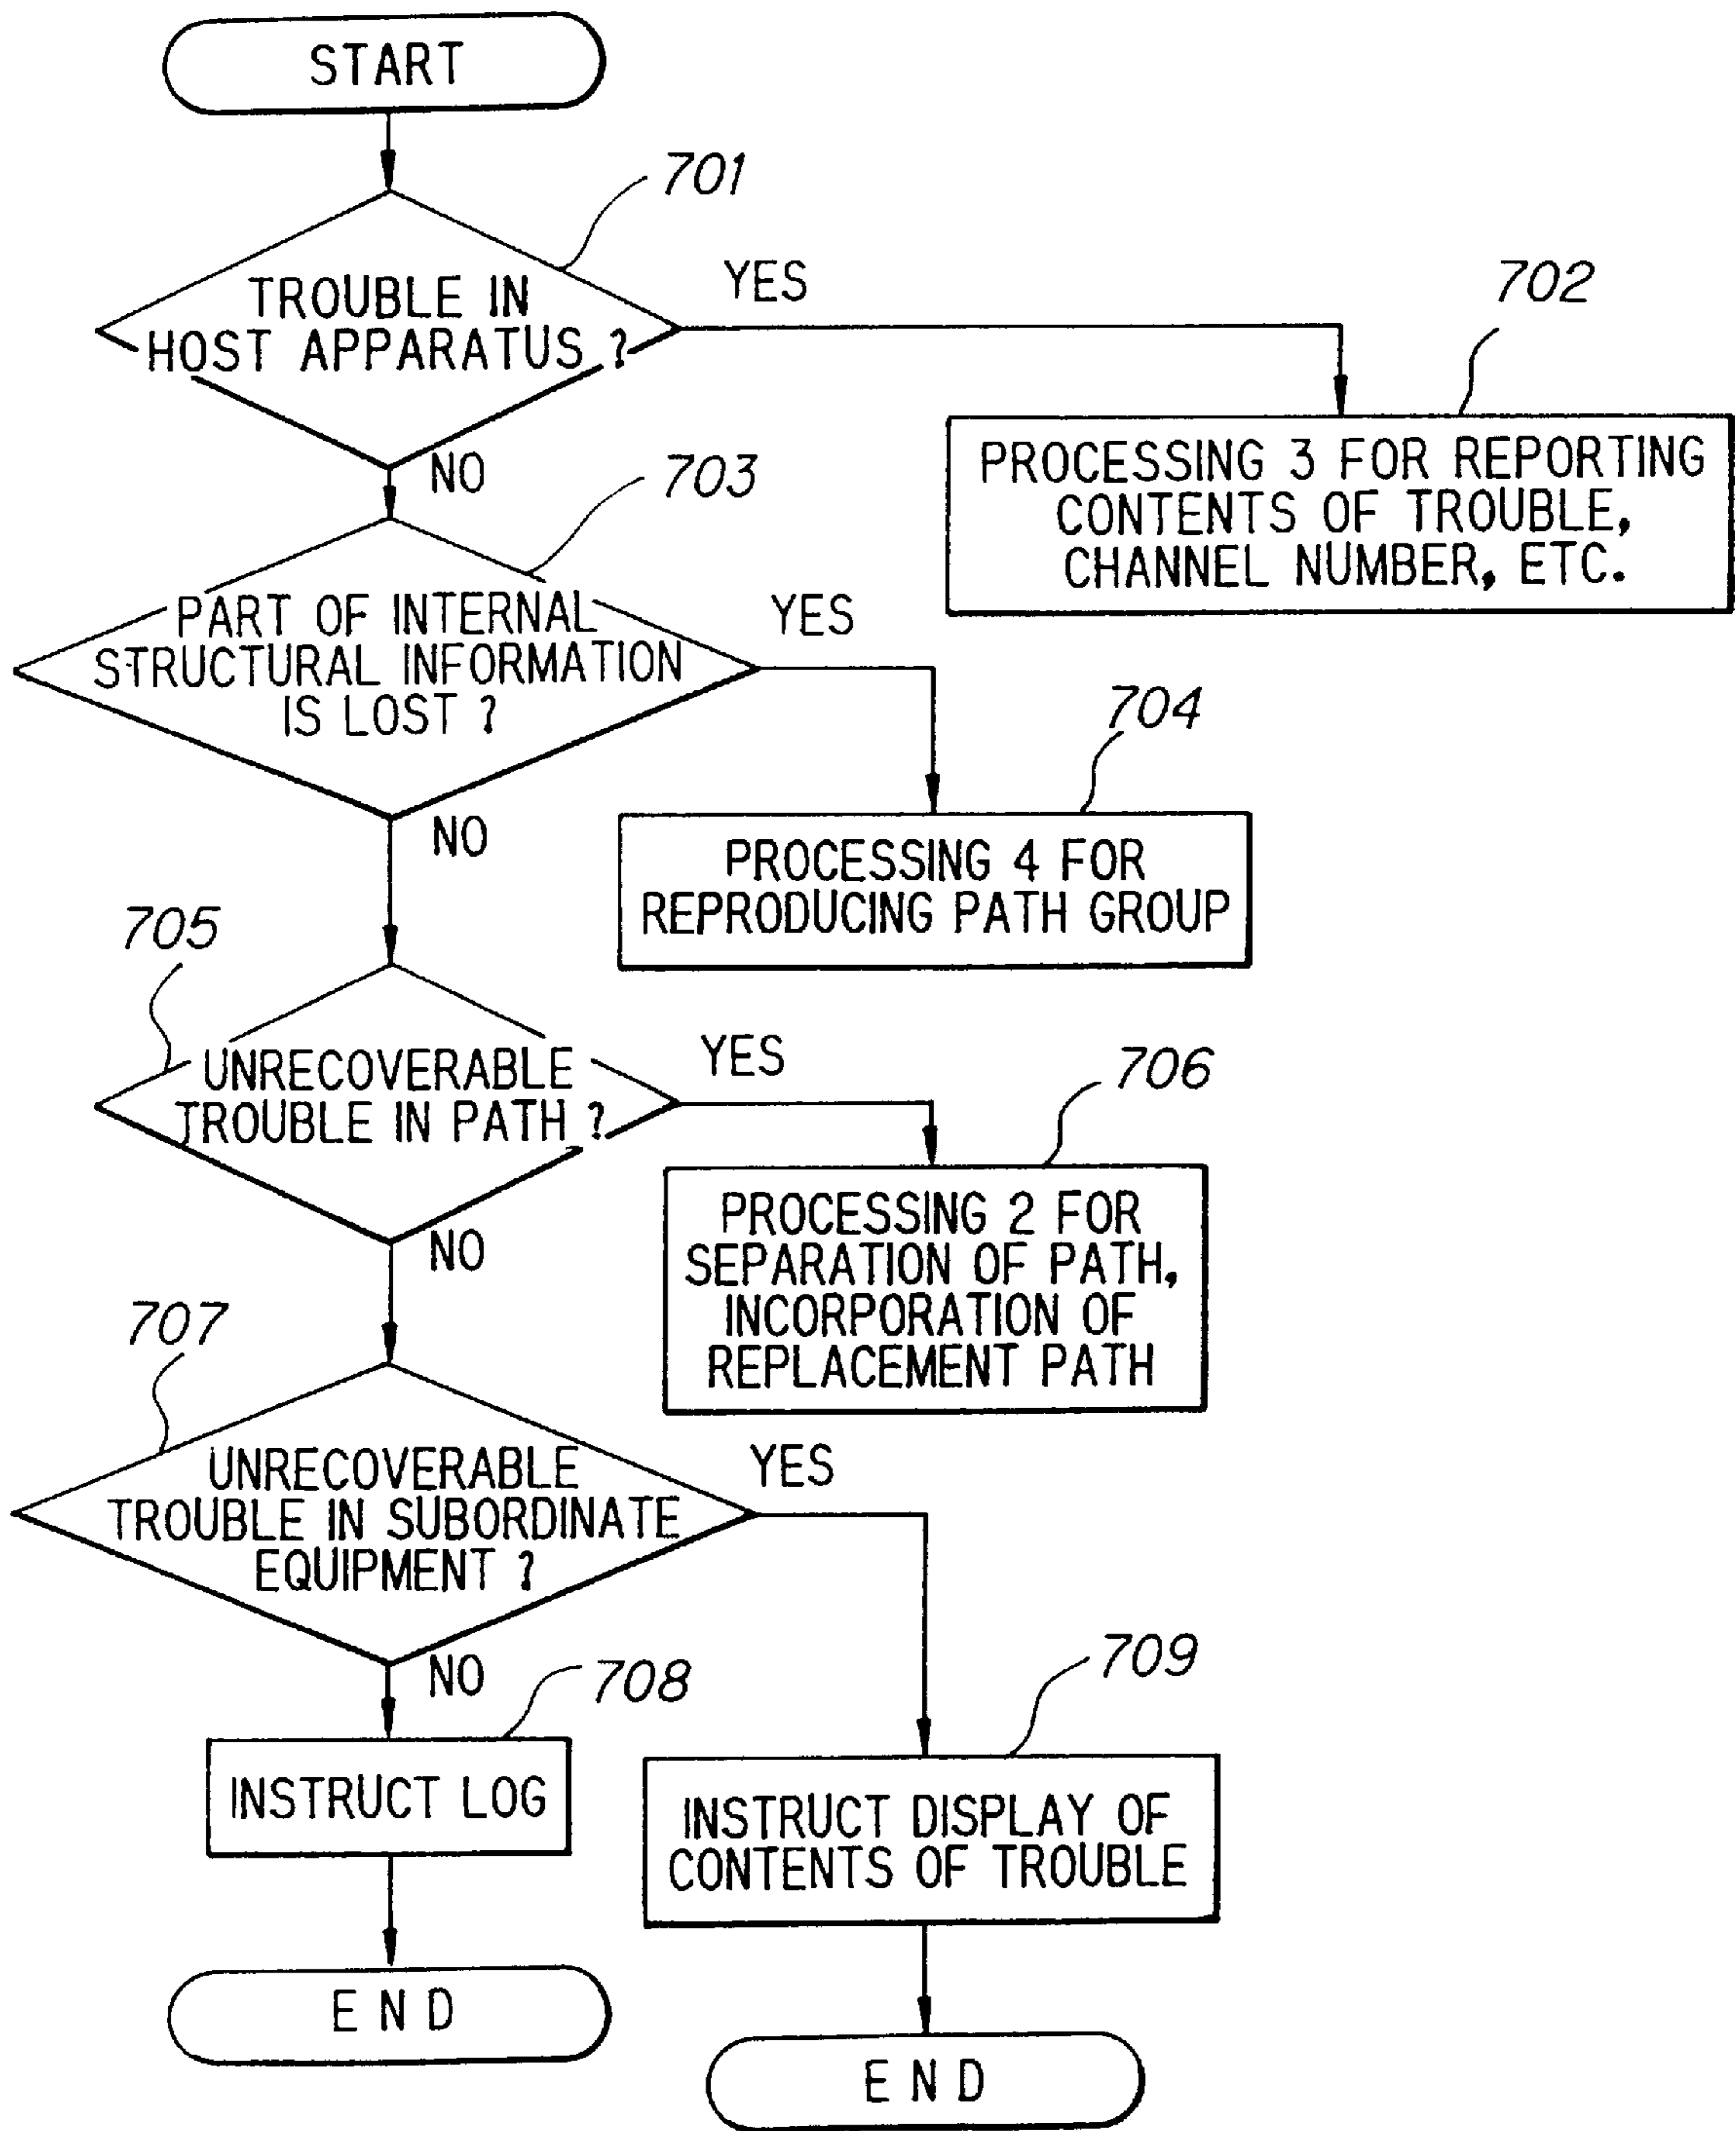 START
701
TROUBLE IN
HOST APPARATUS ?
YES
702
PROCESSING 3 FOR REPORTING
CONTENTS OF TROUBLE,
CHANNEL NUMBER, ETC.
NO
703
PART OF INTERNAL
STRUCTURAL INFORMATION
IS LOST ?
YES
704
PROCESSING 4 FOR
REPRODUCING PATH GROUP
NO
705
UNRECOVERABLE
TROUBLE IN PATH ?
YES
706
PROCESSING 2 FOR
SEPARATION OF PATH,
INCORPORATION OF
REPLACEMENT PATH
NO
707
UNRECOVERABLE
TROUBLE IN SUBORDINATE
EQUIPMENT ?
YES
NO
708
INSTRUCT LOG
709
INSTRUCT DISPLAY OF
CONTENTS OF TROUBLE
END
END